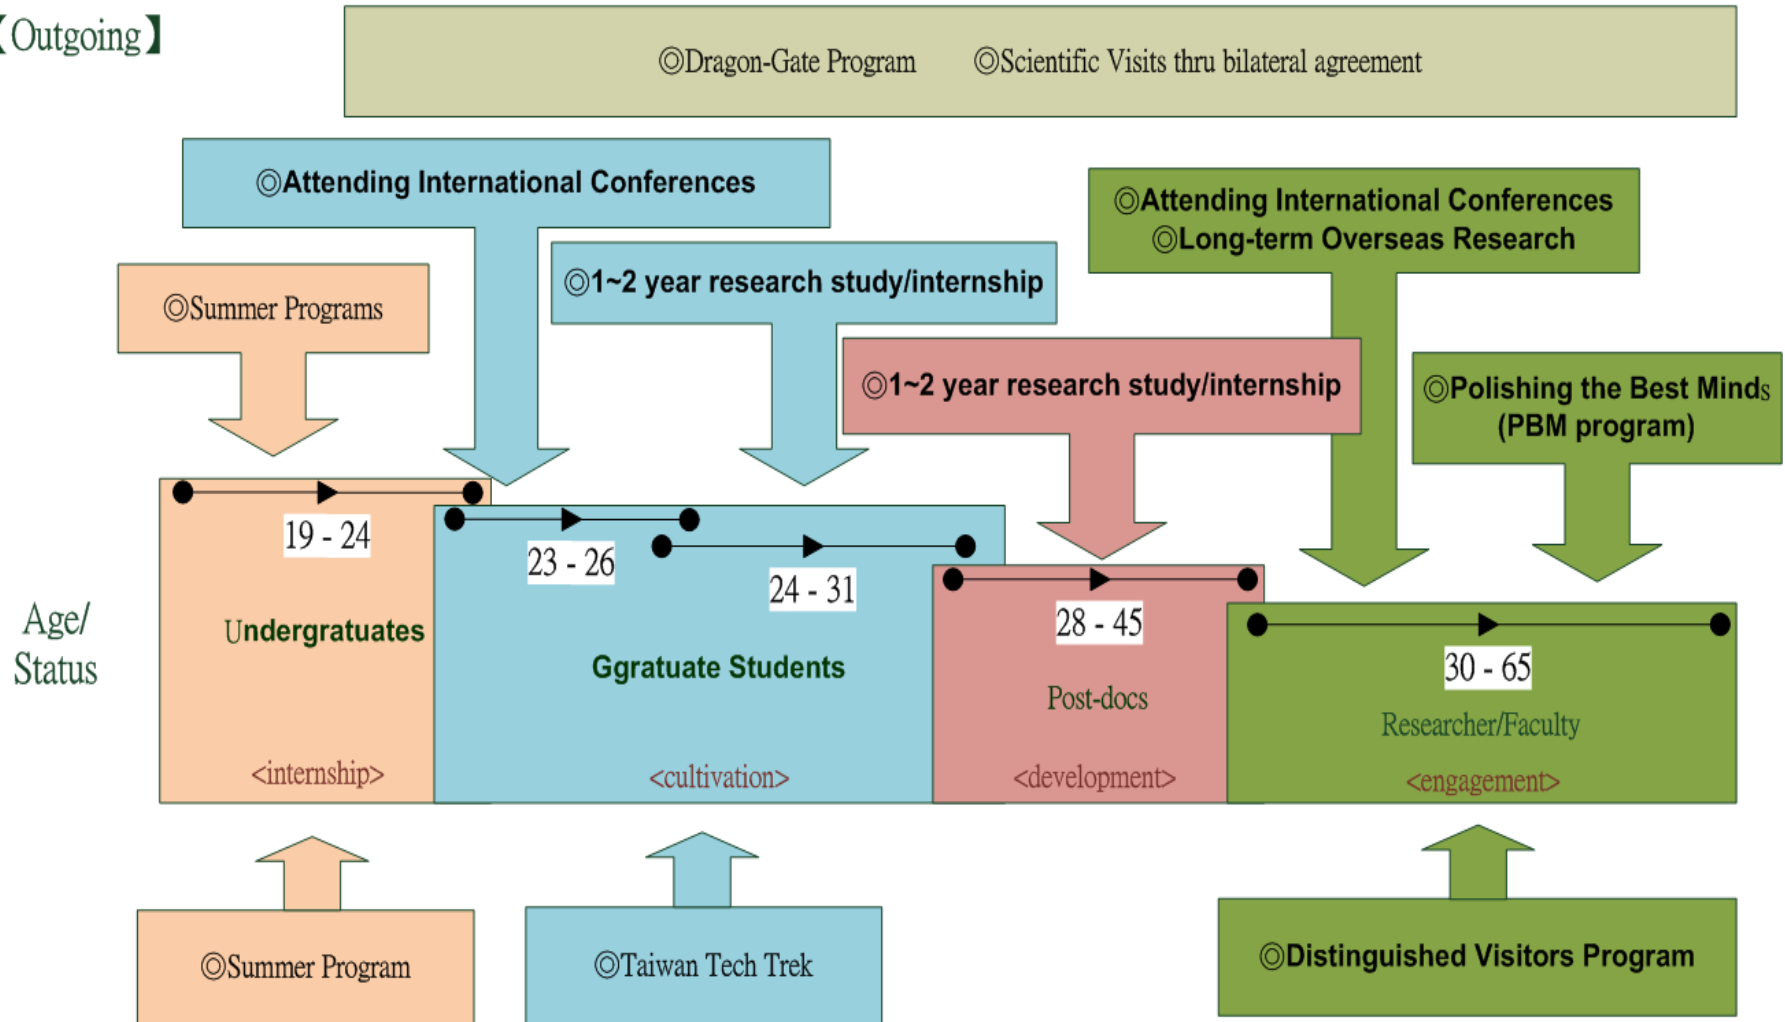 【Outgoing】
◎Dragon-Gate Program ◎Scientific Visits thru bilateral agreement
◎Attending International Conferences
◎Attending International Conferences
◎Long-term Overseas Research
◎1~2 year research study/internship
◎Summer Programs
◎1~2 year research study/internship
◎Polishing the Best Minds
(PBM program)
19 - 24
23 - 26
24 - 31
28 - 45
30 - 65
Age/
Status
Undergratuates
Ggratuate Students
Post-docs
Researcher/Faculty
<internship>
<cultivation>
<development>
<engagement>
◎Summer Program
◎Taiwan Tech Trek
◎Distinguished Visitors Program